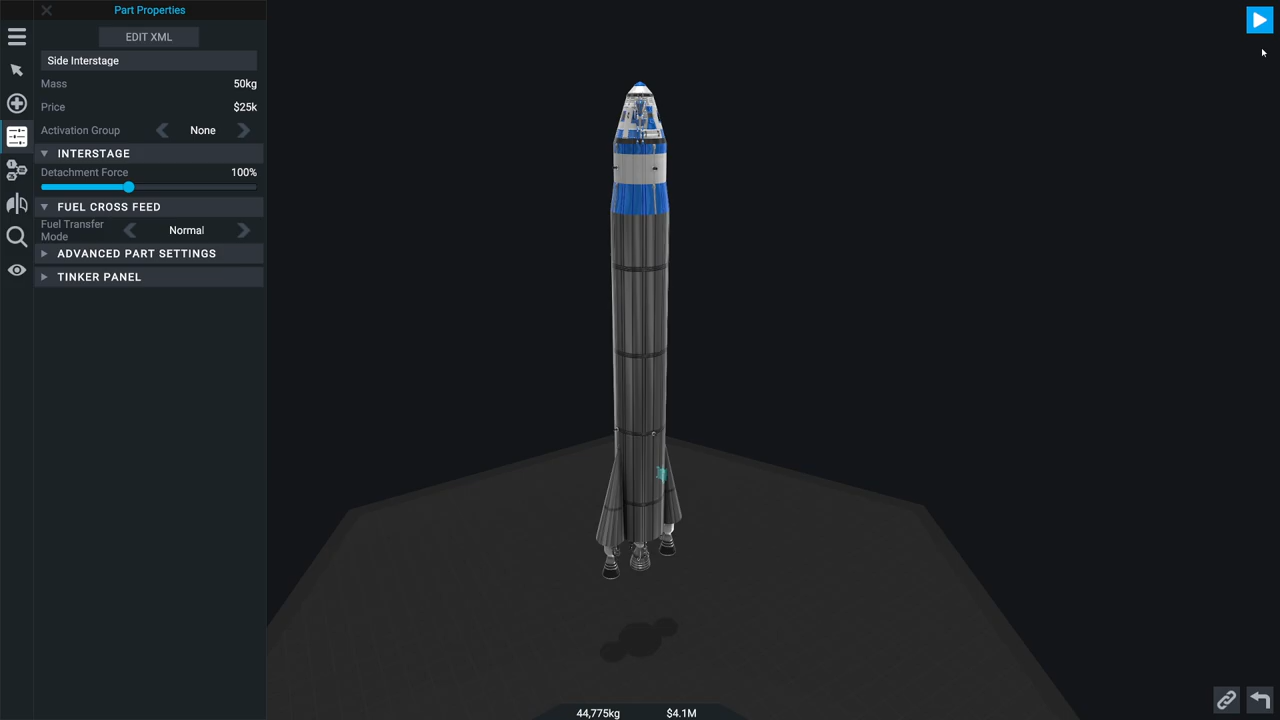 Part Properties
EDIT XML
Side Interstage
Mass 50kg
Price $25k
Activation Group None
INTERSTAGE
Detachment Force 100%
FUEL CROSS FEED
Fuel Transfer Mode Normal
ADVANCED PART SETTINGS
TINKER PANEL
44,775kg $4.1M